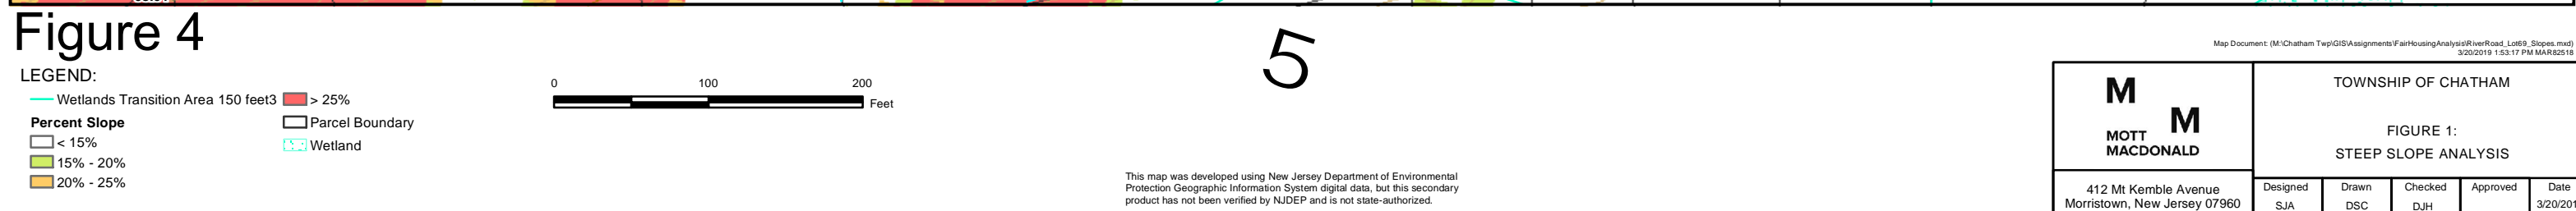 Figure 4
5
Map Document: (M:\Chatham Twp\GIS\Assignments\FairHousingAnalysis\RiverRoad_Lot69_Slopes.mxd)
3/20/2019 1:53:17 PM MAR82518
LEGEND:
Wetlands Transition Area 150 feet3
Percent Slope
< 15%
15% - 20%
20% - 25%
> 25%
Parcel Boundary
Wetland
0 100 200
Feet
This map was developed using New Jersey Department of Environmental
Protection Geographic Information System digital data, but this secondary
product has not been verified by NJDEP and is not state-authorized.
M
M
MOTT
MACDONALD
412 Mt Kemble Avenue
Morristown, New Jersey 07960
TOWNSHIP OF CHATHAM
FIGURE 1:
STEEP SLOPE ANALYSIS
Designed Drawn Checked Approved Date
SJA DSC DJH 3/20/201